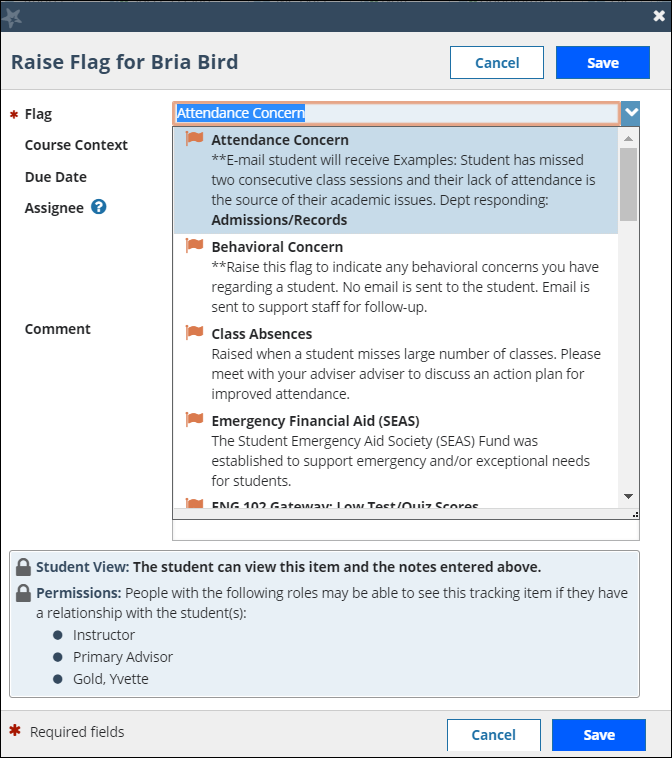 Raise Flag for Bria Bird
Cancel
Save
* Flag
Attendance Concern
Course Context
Due Date
Assignee ?
Comment
Attendance Concern
**E-mail student will receive Examples: Student has missed
two consecutive class sessions and their lack of attendance is
the source of their academic issues. Dept responding:
Admissions/Records
Behavioral Concern
**Raise this flag to indicate any behavioral concerns you have
regarding a student. No email is sent to the student. Email is
sent to support staff for follow-up.
Class Absences
Raised when a student misses large number of classes. Please
meet with your adviser adviser to discuss an action plan for
improved attendance.
Emergency Financial Aid (SEAS)
The Student Emergency Aid Society (SEAS) Fund was
established to support emergency and/or exceptional needs
for students.
ENG 102 Gateway: Low Test/Quiz Scores
Student View: The student can view this item and the notes entered above.
Permissions: People with the following roles may be able to see this tracking item if they have
a relationship with the student(s):
● Instructor
● Primary Advisor
● Gold, Yvette
* Required fields
Cancel
Save